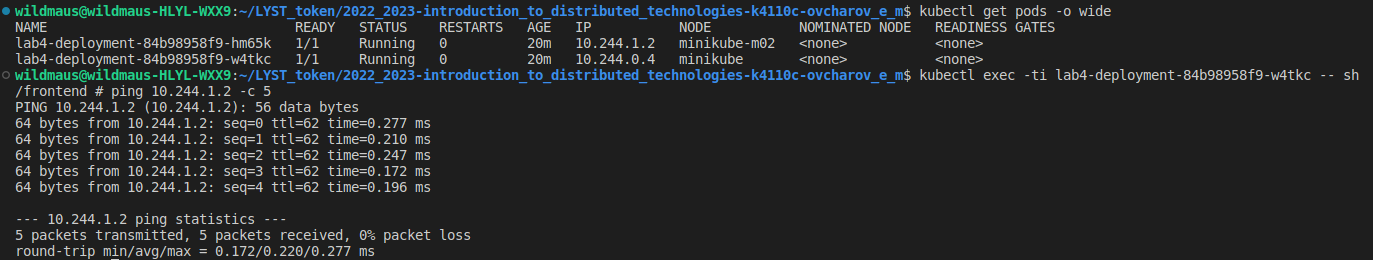 wildmaus@wildmaus-HLYL-WXX9:~/LYST_token/2022_2023-introduction_to_distributed_technologies-k4110c-ovcharov_e_m$ kubectl get pods -o wide
NAME                               READY   STATUS    RESTARTS   AGE   IP           NODE           NOMINATED NODE   READINESS GATES
lab4-deployment-84b98958f9-hm65k   1/1     Running   0          20m   10.244.1.2   minikube-m02   <none>           <none>
lab4-deployment-84b98958f9-w4tkc   1/1     Running   0          20m   10.244.0.4   minikube       <none>           <none>
wildmaus@wildmaus-HLYL-WXX9:~/LYST_token/2022_2023-introduction_to_distributed_technologies-k4110c-ovcharov_e_m$ kubectl exec -ti lab4-deployment-84b98958f9-w4tkc -- sh
/frontend # ping 10.244.1.2 -c 5
PING 10.244.1.2 (10.244.1.2): 56 data bytes
64 bytes from 10.244.1.2: seq=0 ttl=62 time=0.277 ms
64 bytes from 10.244.1.2: seq=1 ttl=62 time=0.210 ms
64 bytes from 10.244.1.2: seq=2 ttl=62 time=0.247 ms
64 bytes from 10.244.1.2: seq=3 ttl=62 time=0.172 ms
64 bytes from 10.244.1.2: seq=4 ttl=62 time=0.196 ms
--- 10.244.1.2 ping statistics ---
5 packets transmitted, 5 packets received, 0% packet loss
round-trip min/avg/max = 0.172/0.220/0.277 ms